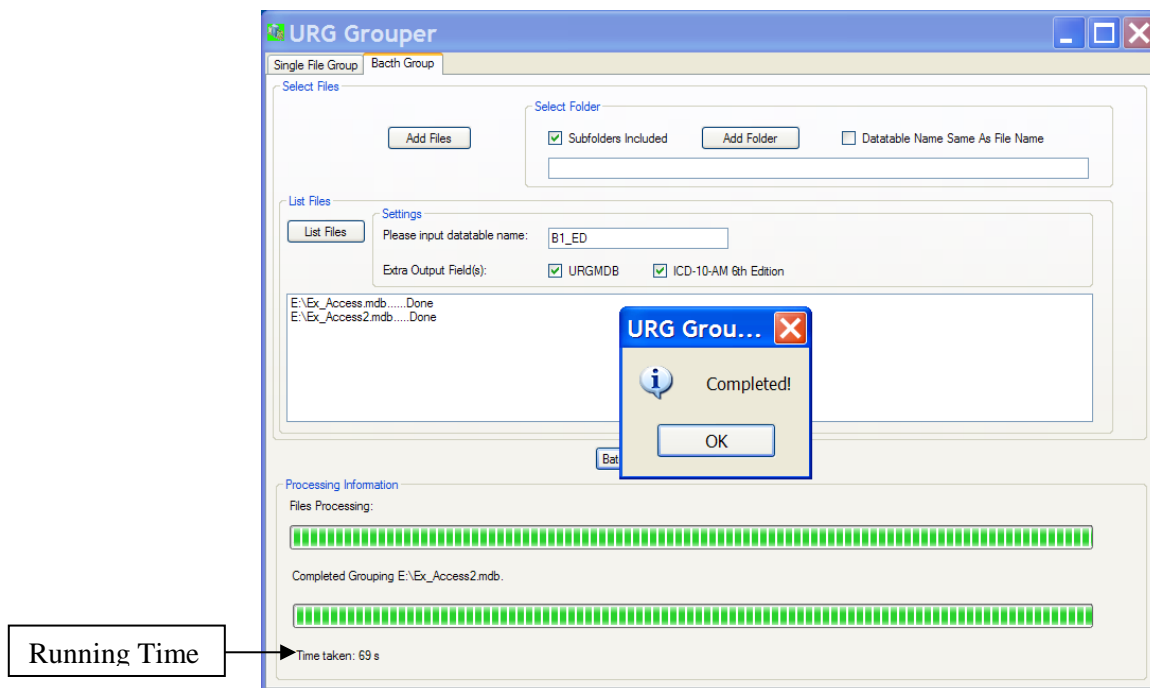 URG Grouper
Single File Group Bacth Group
Select Files
Select Folder
Add Files
Subfolders Included
Add Folder
Datatable Name Same As File Name
List Files
Settings
List Files
Please input datatable name:
B1_ED
Extra Output Field(s):
URGMDB
ICD-10-AM 6th Edition
E:\Ex_Access.mdb......Done
E:\Ex_Access2.mdb.....Done
URG Grou...
Completed!
OK
Bat
Processing Information
Files Processing:
Completed Grouping E:\Ex_Access2.mdb.
Running Time
Time taken: 69 s